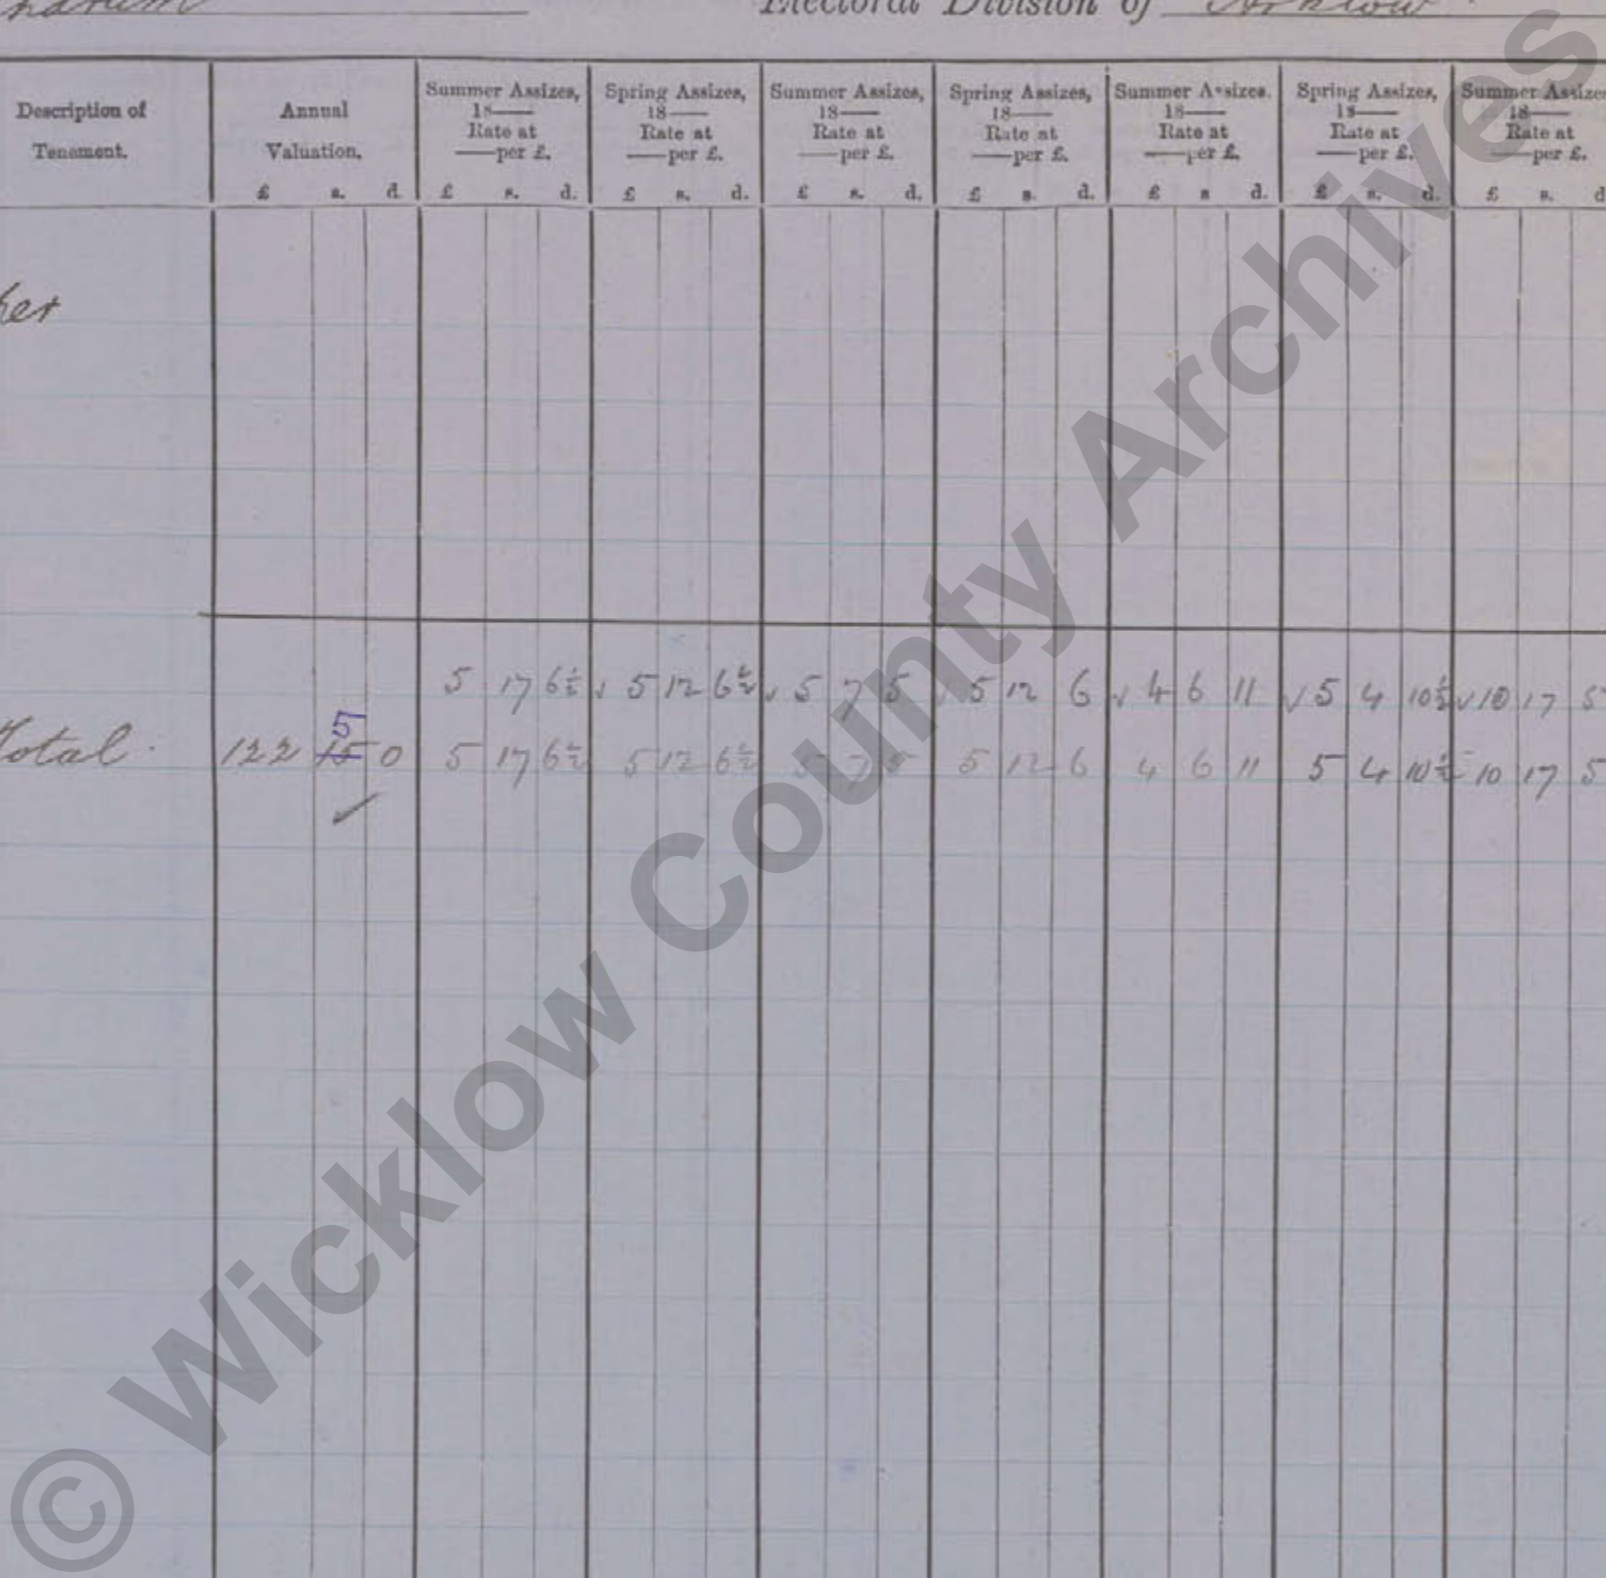 Electoral Division of Arklow
Description of Tenement. Annual Valuation, Summer Assizes, 18— Rate at —per £. Spring Assizes, 18— Rate at —per £. Summer Assizes, 18— Rate at —per £. Spring Assizes, 18— Rate at —per £. Summer Assizes. 18— Rate at —per £. Spring Assizes, 18— Rate at —per £. Summer Assizes 18— Rate at —per £.
£ s. d. £ s. d. £ s. d. £ s. d. £ s. d. £ s d. £ s. d. £ s. d
5 17 6½ √ 5 12 6½ √ 5 7 5 √ 5 12 6 √ 4 6 11 √ 5 4 10½ √ 10 17 5
5
Total. 122 15 0 5 17 6½ 5 12 6½ 5 7 5 5 12 6 4 6 11 5 4 10½ 10 17 5
✓
© Wicklow County Archives